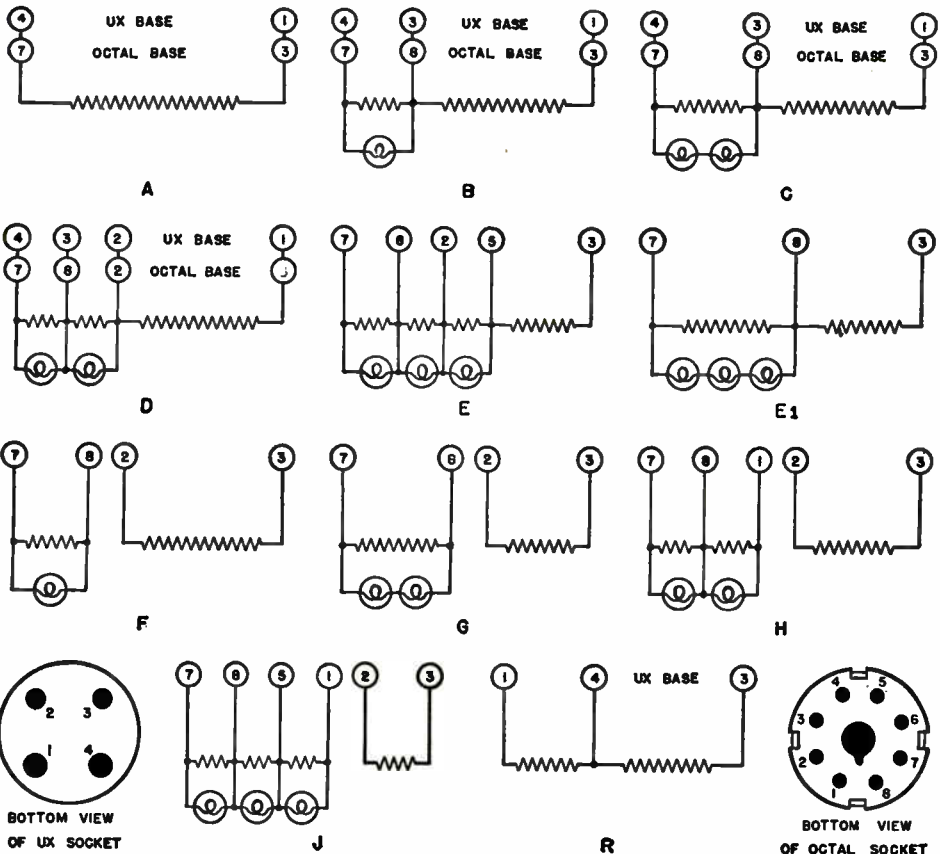 4 UX BASE 1
7 OCTAL BASE 3
A
4 3 UX BASE 1
7 8 OCTAL BASE 3
B
4 3 UX BASE 1
7 8 OCTAL BASE 3
C
4 3 2 UX BASE 1
7 8 2 OCTAL BASE
D
7 8 2 5 3
E
7 8 3
E1
7 8 2 3
F
7 8 2 3
G
7 8 1 2 3
H
2 3
1 4
BOTTOM VIEW
OF UX SOCKET
7 8 5 1 2 3
J
1 4 UX BASE 3
R
4 5
3 6
2 7
1 8
BOTTOM VIEW
OF OCTAL SOCKET